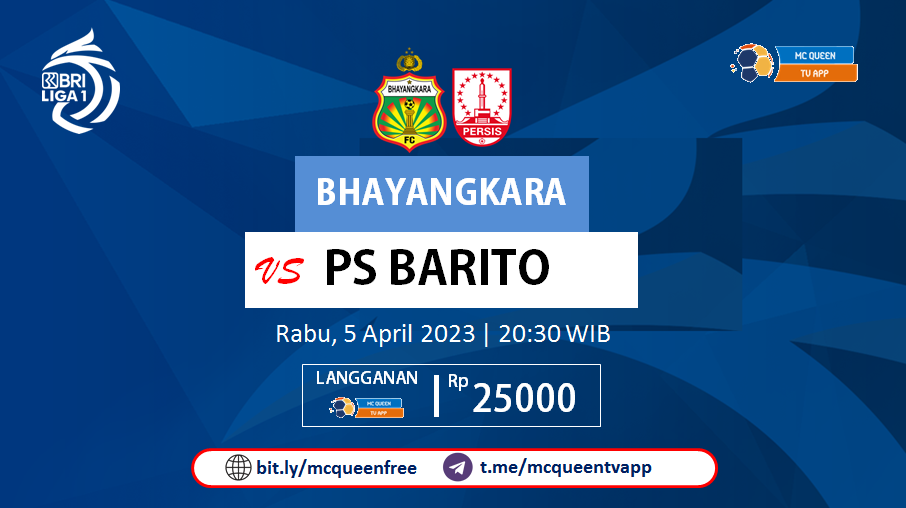 BRI
LIGA 1
MC QUEEN
TV APP
BHAYANGKARA
FC
PERSIS
BHAYANGKARA
VS PS BARITO
Rabu, 5 April 2023 | 20:30 WIB
LANGGANAN
MC QUEEN
TV APP
Rp 25000
bit.ly/mcqueenfree
t.me/mcqueentvapp